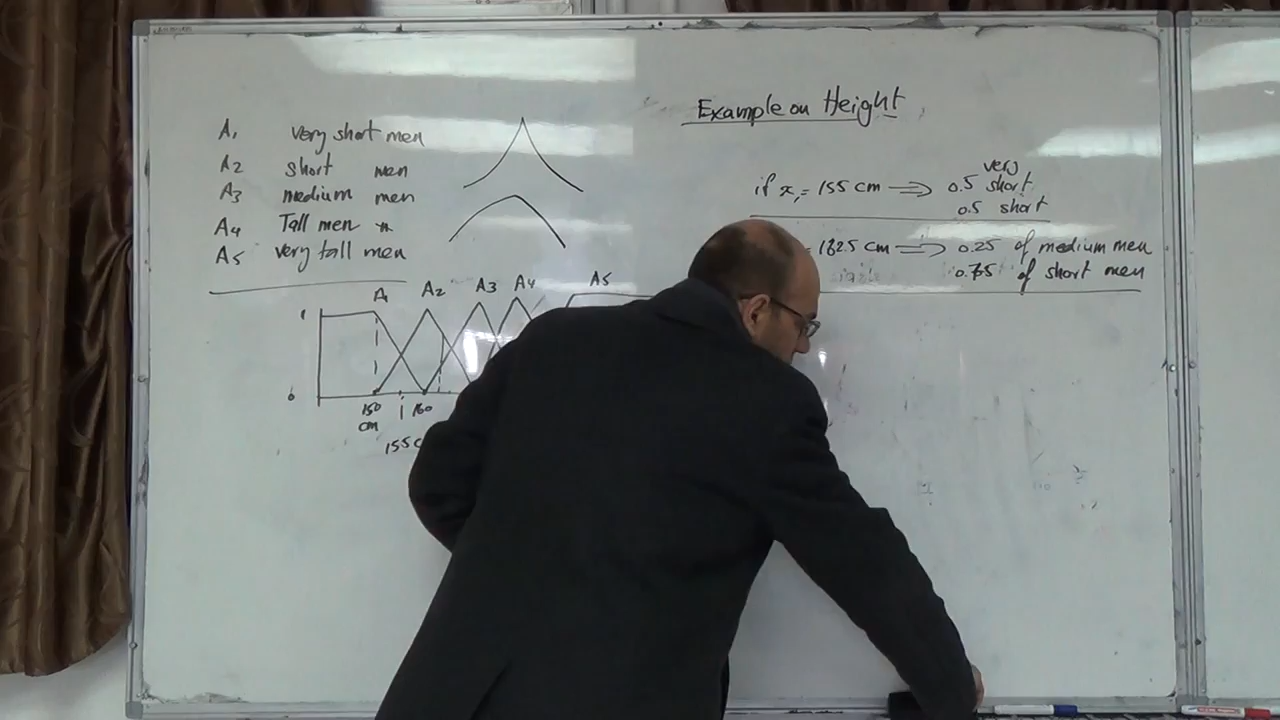 Example on Height
A1 very short men
A2 short men
A3 medium men
A4 Tall men
A5 very tall men
if x1 = 155 cm ⇒ 0.5 very short
0.5 short
= 162.5 cm ⇒ 0.25 of medium men
0.75 of short men
A1 A2 A3 A4 A5
1
0
150 cm 160
155 c